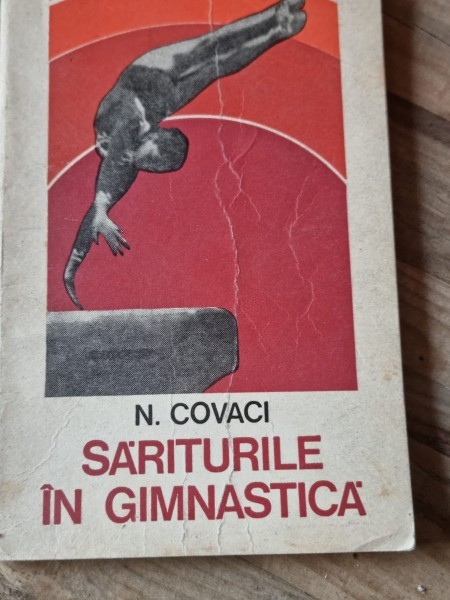 N. COVACI
SĂRITURILE
ÎN GIMNASTICĂ